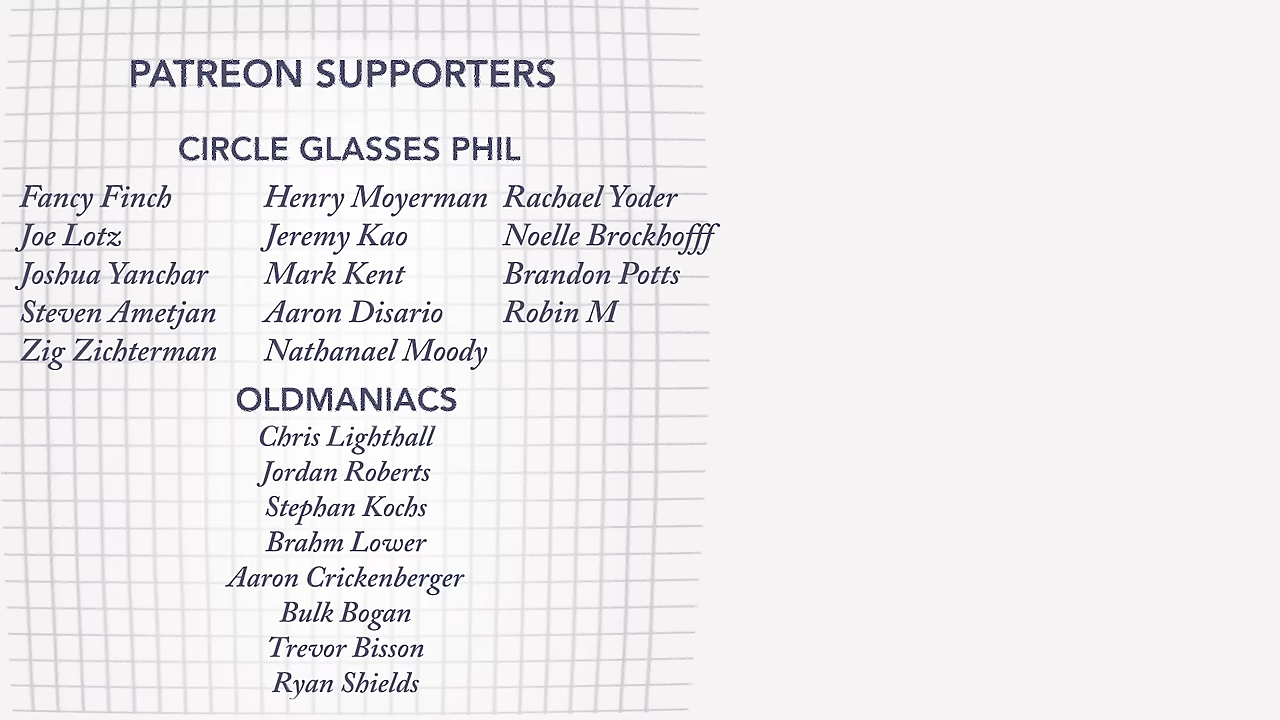 PATREON SUPPORTERS
CIRCLE GLASSES PHIL
Fancy Finch Henry Moyerman Rachael Yoder
Joe Lotz Jeremy Kao Noelle Brockhofff
Joshua Yanchar Mark Kent Brandon Potts
Steven Ametjan Aaron Disario Robin M
Zig Zichterman Nathanael Moody
OLDMANIACS
Chris Lighthall
Jordan Roberts
Stephan Kochs
Brahm Lower
Aaron Crickenberger
Bulk Bogan
Trevor Bisson
Ryan Shields